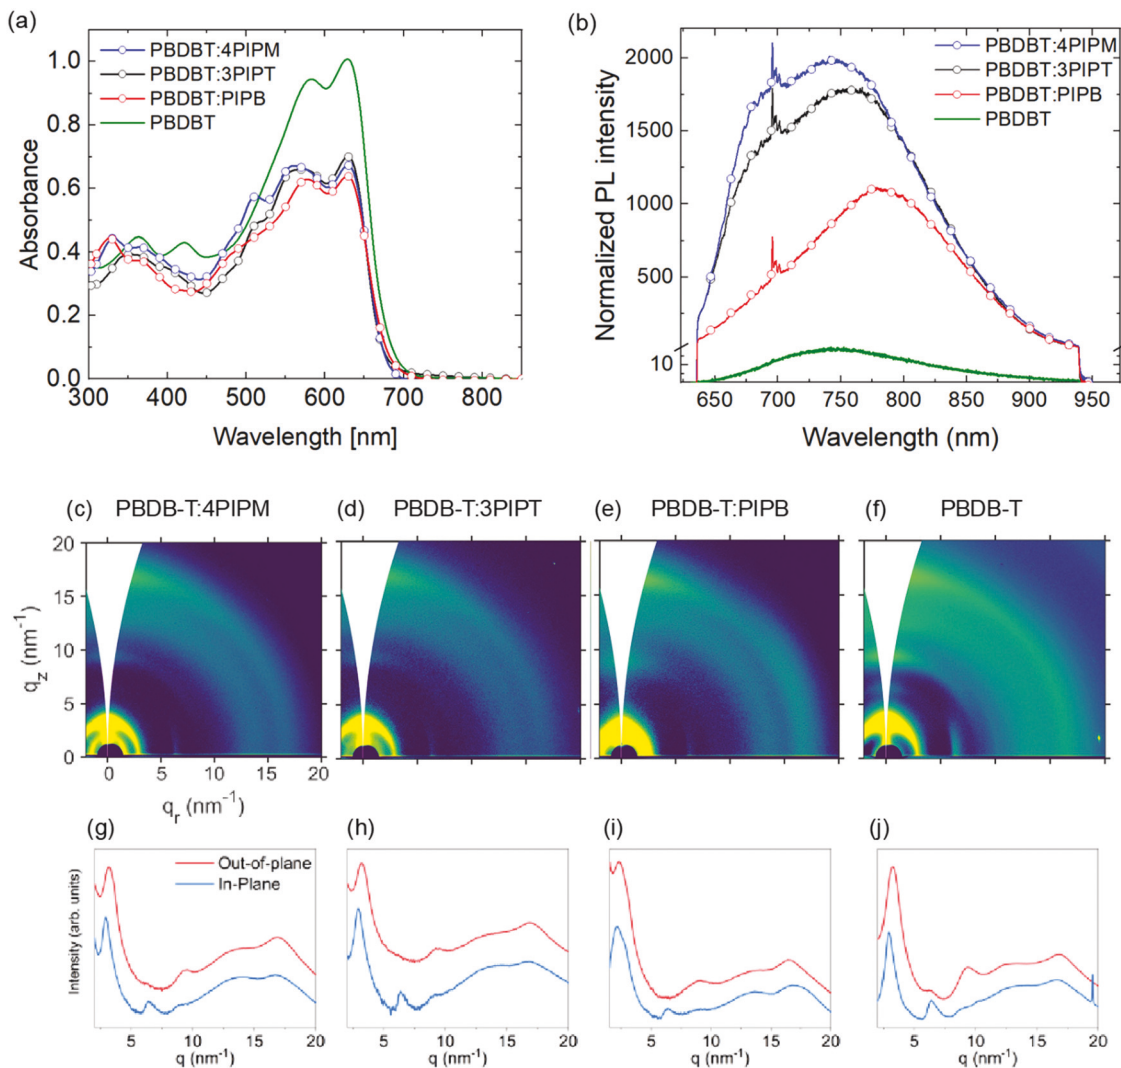 (a)
PBDBT:4PIPM
PBDBT:3PIPT
PBDBT:PIPB
PBDBT
1.0
0.8
0.6
0.4
0.2
0.0
Absorbance
300 400 500 600 700 800
Wavelength [nm]
(b)
PBDBT:4PIPM
PBDBT:3PIPT
PBDBT:PIPB
PBDBT
2000
1500
1000
500
10
Normalized PL intensity
650 700 750 800 850 900 950
Wavelength (nm)
(c) PBDB-T:4PIPM
(d) PBDB-T:3PIPT
(e) PBDB-T:PIPB
(f) PBDB-T
20
15
10
5
0
qz (nm-1)
0 5 10 15 20
qr (nm-1)
(g)
Out-of-plane
In-Plane
Intensity (arb. units)
5 10 15 20
q (nm-1)
(h)
5 10 15 20
q (nm-1)
(i)
5 10 15 20
q (nm-1)
(j)
5 10 15 20
q (nm-1)